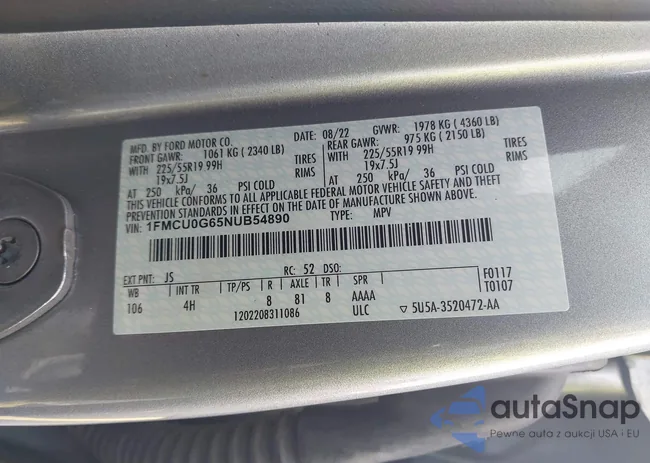 MFD. BY FORD MOTOR CO. 08/22 GVWR: 1978 KG ( 4360 LB)
FRONT GAWR: 1061 KG ( 2340 LB) REAR GAWR: 975 KG ( 2150 LB)
WITH 225/55R19 99H TIRES WITH 225/55R19 99H TIRES
19x7.5J RIMS 19x7.5J RIMS
AT 250 kPa/ 36 PSI COLD AT 250 kPa/ 36 PSI COLD
THIS VEHICLE CONFORMS TO ALL APPLICABLE FEDERAL MOTOR VEHICLE SAFETY AND THEFT
PREVENTION STANDARDS IN EFFECT ON THE DATE OF MANUFACTURE SHOWN ABOVE.
VIN: 1FMCU0G65NUB54890 TYPE: MPV
EXT PNT: JS RC: 52 DSO: F0117
WB INT TR TP/PS R AXLE TR SPR T0107
106 4H 8 81 8 AAAA
1202208311086 ULC ▽ 5U5A-3520472-AA
autaSnap
Pewne auta z aukcji USA i EU